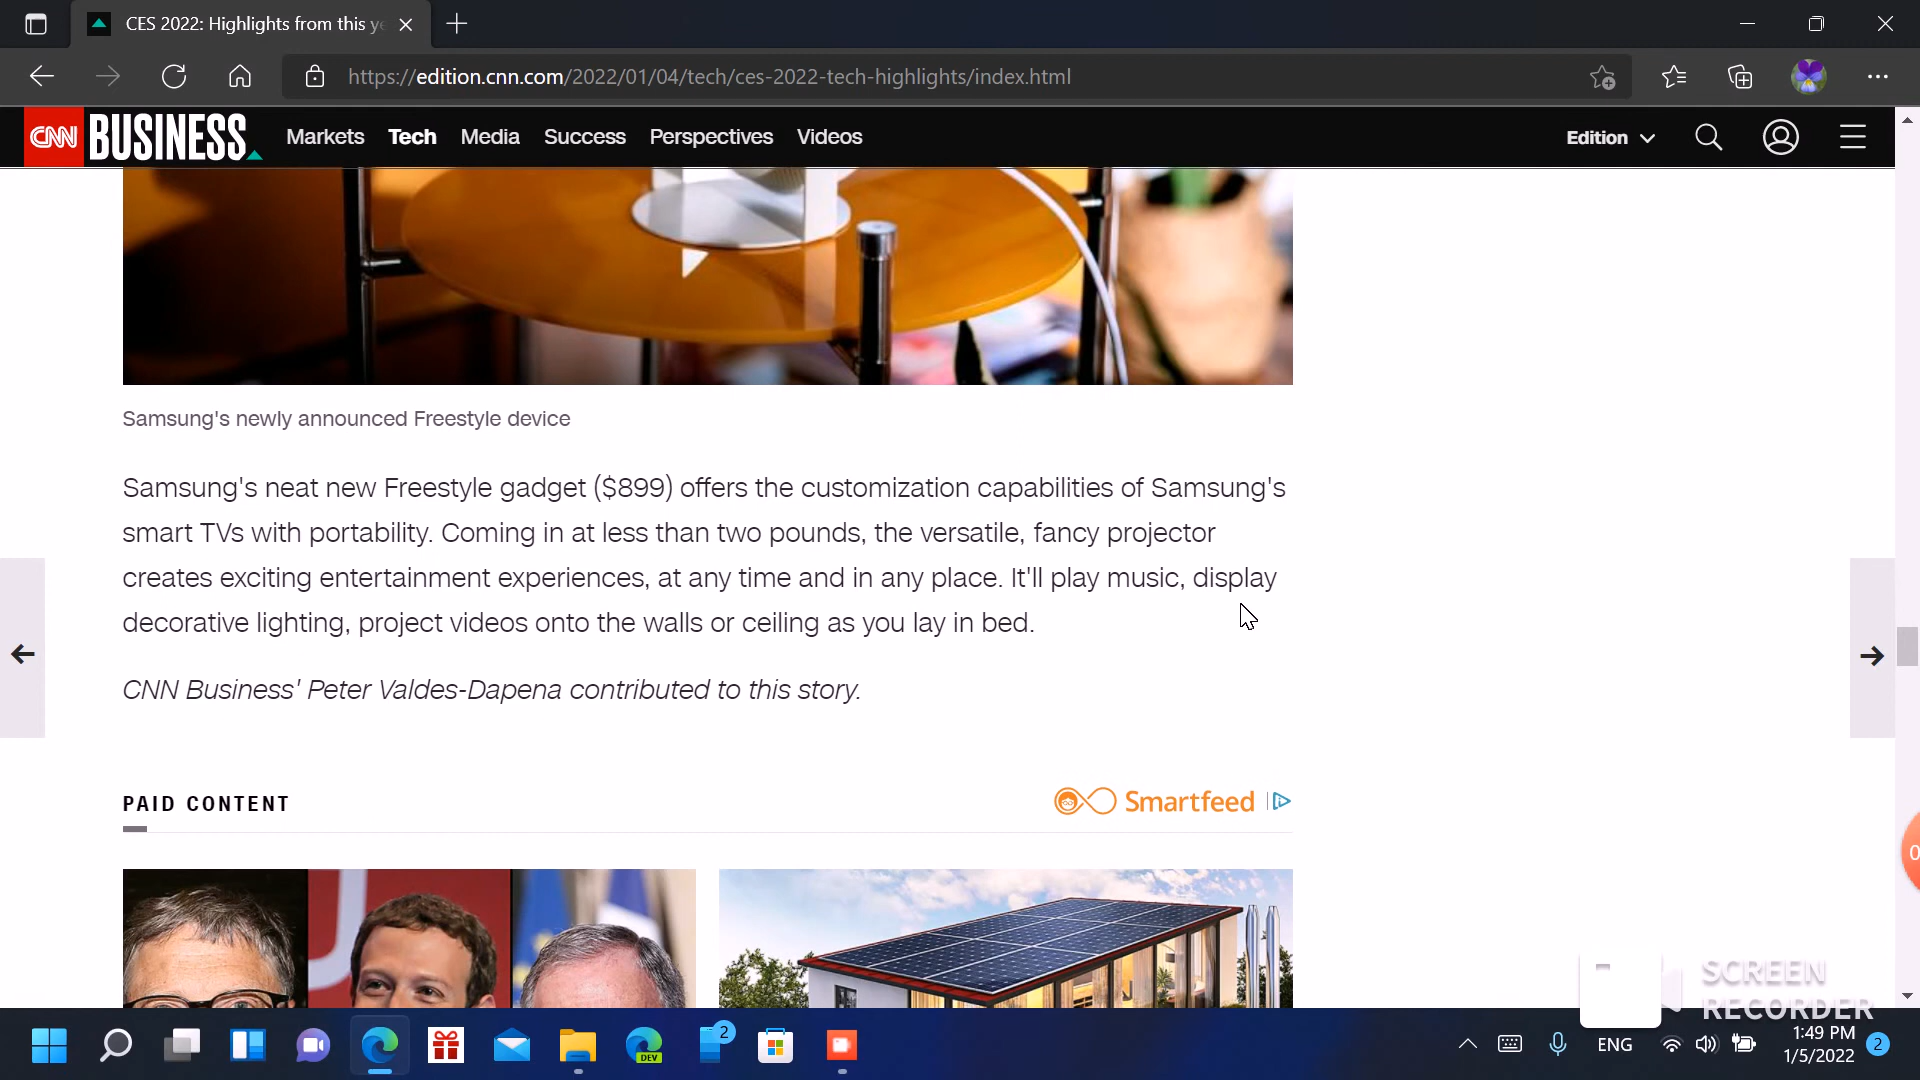 CES 2022: Highlights from this ye
https://edition.cnn.com/2022/01/04/tech/ces-2022-tech-highlights/index.html
CNN BUSINESS Markets Tech Media Success Perspectives Videos Edition
Samsung's newly announced Freestyle device
Samsung's neat new Freestyle gadget ($899) offers the customization capabilities of Samsung's
smart TVs with portability. Coming in at less than two pounds, the versatile, fancy projector
creates exciting entertainment experiences, at any time and in any place. It'll play music, display
decorative lighting, project videos onto the walls or ceiling as you lay in bed.
CNN Business' Peter Valdes-Dapena contributed to this story.
PAID CONTENT Smartfeed
0
SCREEN
RECORDER
DEV
2
ENG
1:49 PM
1/5/2022
2